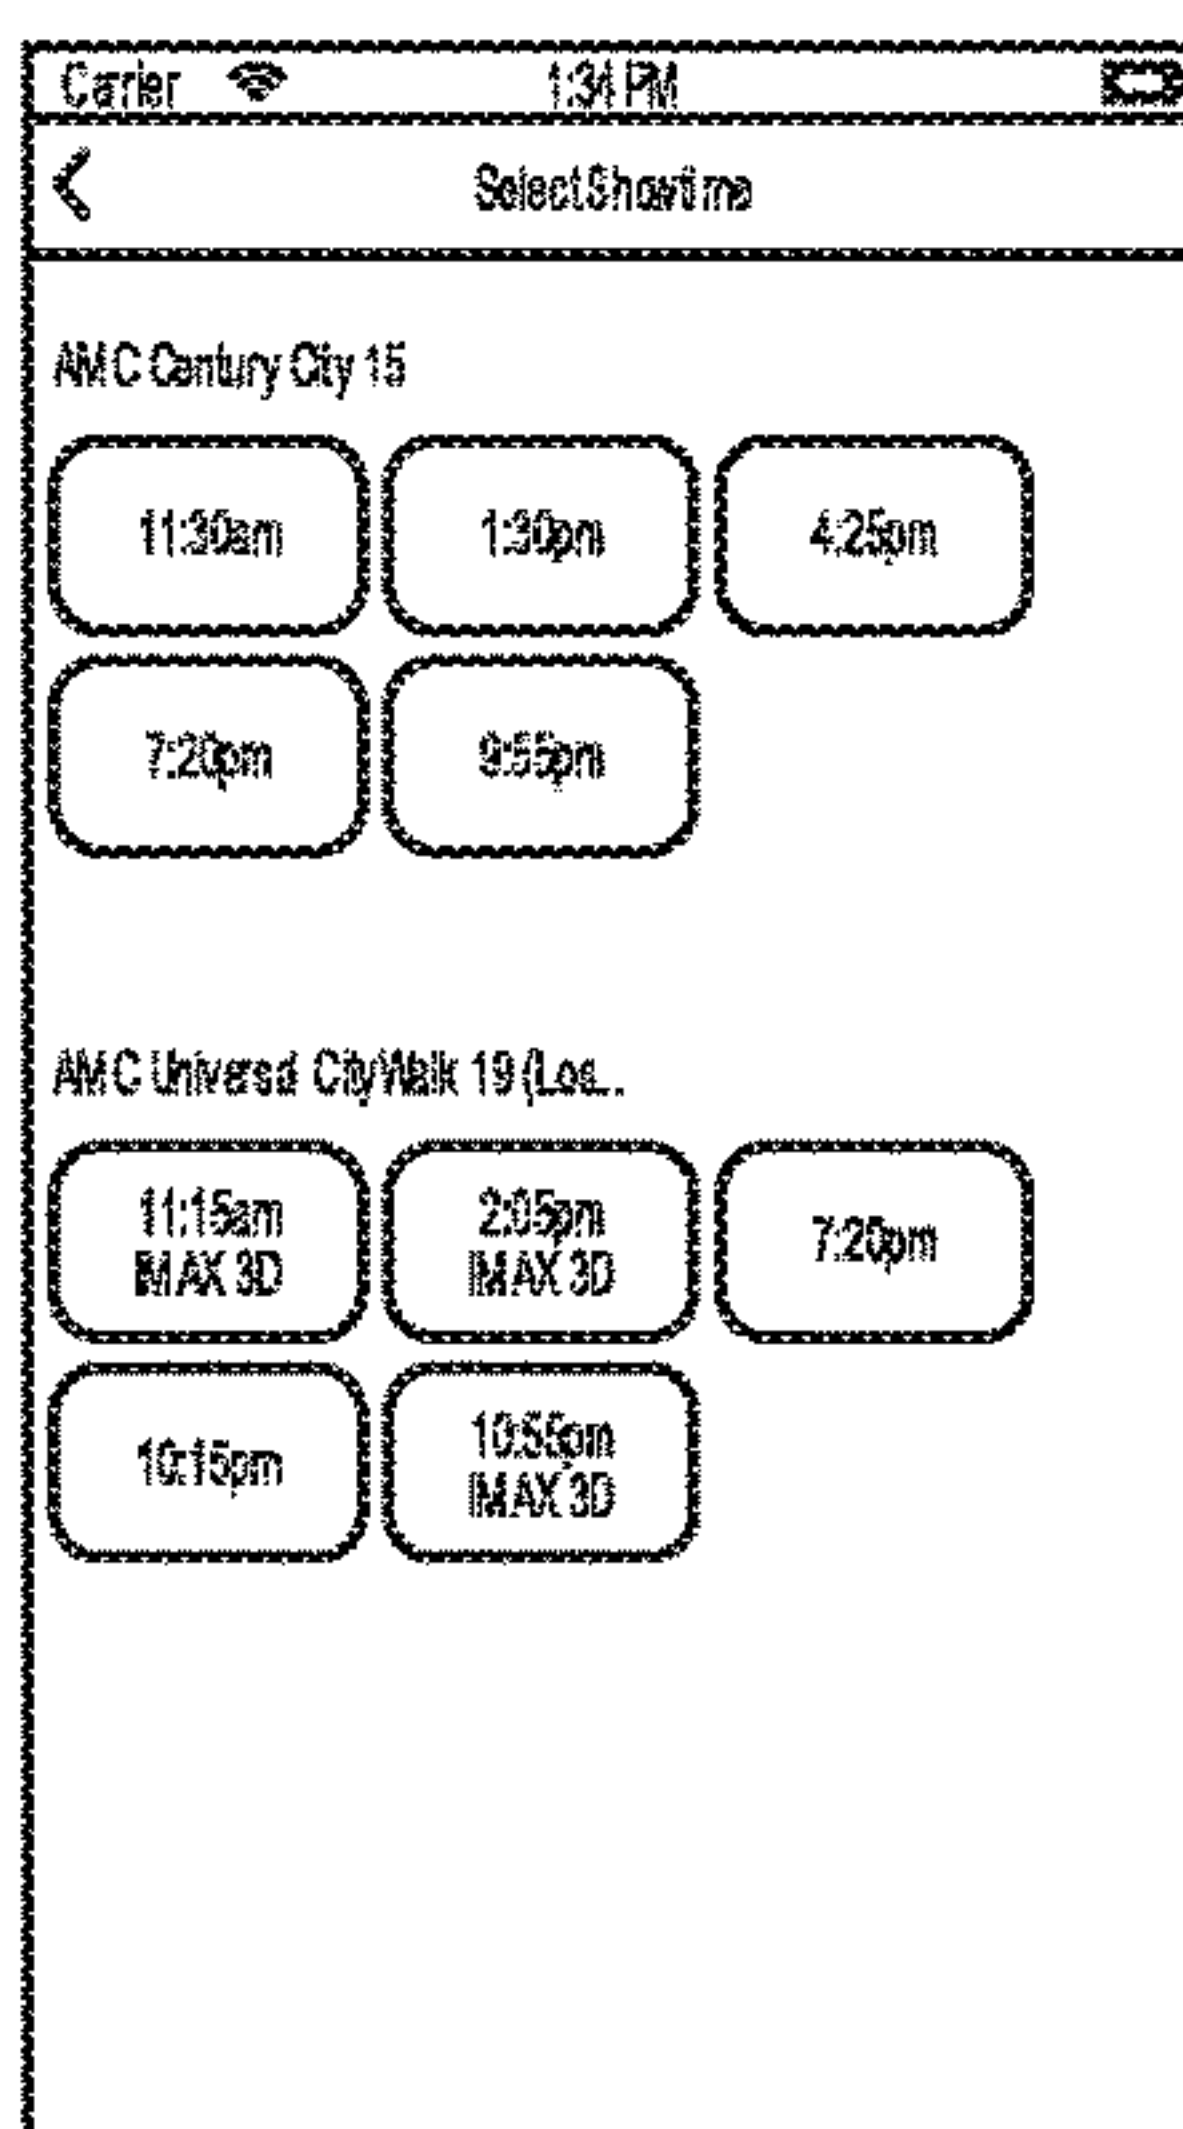 Carrier 1:34 PM
Select Showtime
AMC Century City 15
11:30am 1:30pm 4:25pm
7:20pm 9:55pm
AMC Universal CityWalk 19 (Los...
11:15am 2:05pm 7:20pm
IMAX 3D IMAX 3D
10:15pm 10:55pm
IMAX 3D